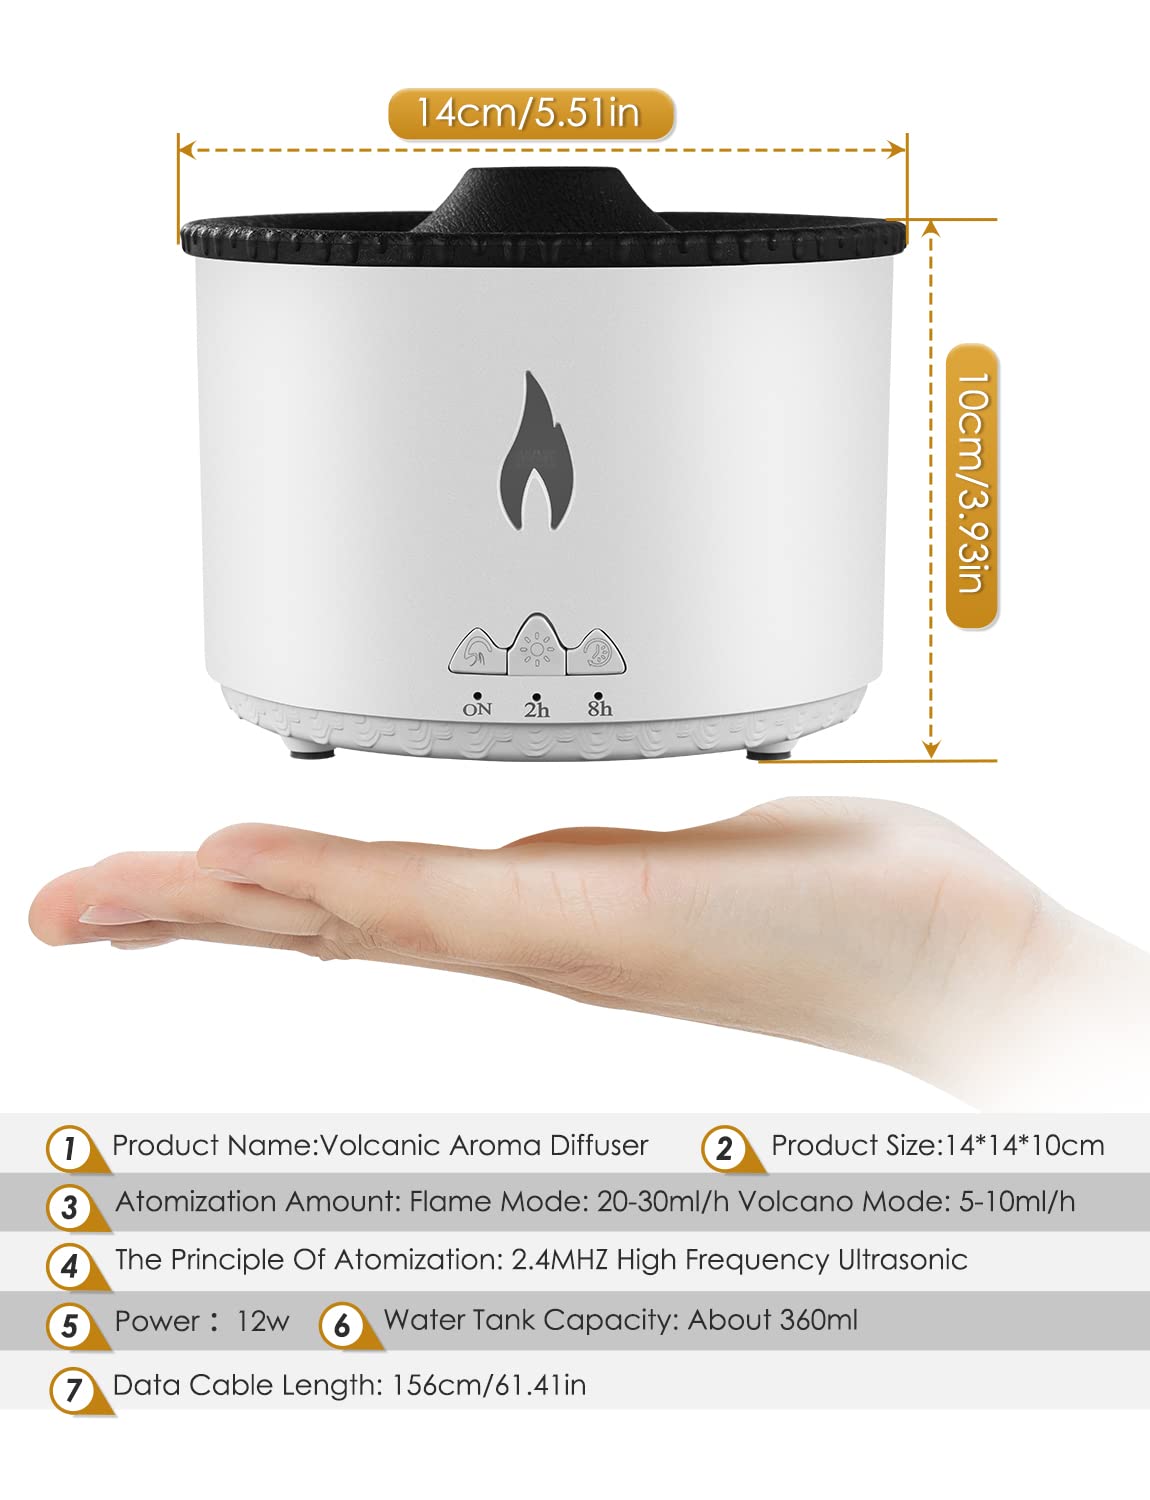 14cm/5.51in
10cm/3.93in
ON 2h 8h
1 Product Name:Volcanic Aroma Diffuser 2 Product Size:14*14*10cm
3 Atomization Amount: Flame Mode: 20-30ml/h Volcano Mode: 5-10ml/h
4 The Principle Of Atomization: 2.4MHZ High Frequency Ultrasonic
5 Power： 12w 6 Water Tank Capacity: About 360ml
7 Data Cable Length: 156cm/61.41in